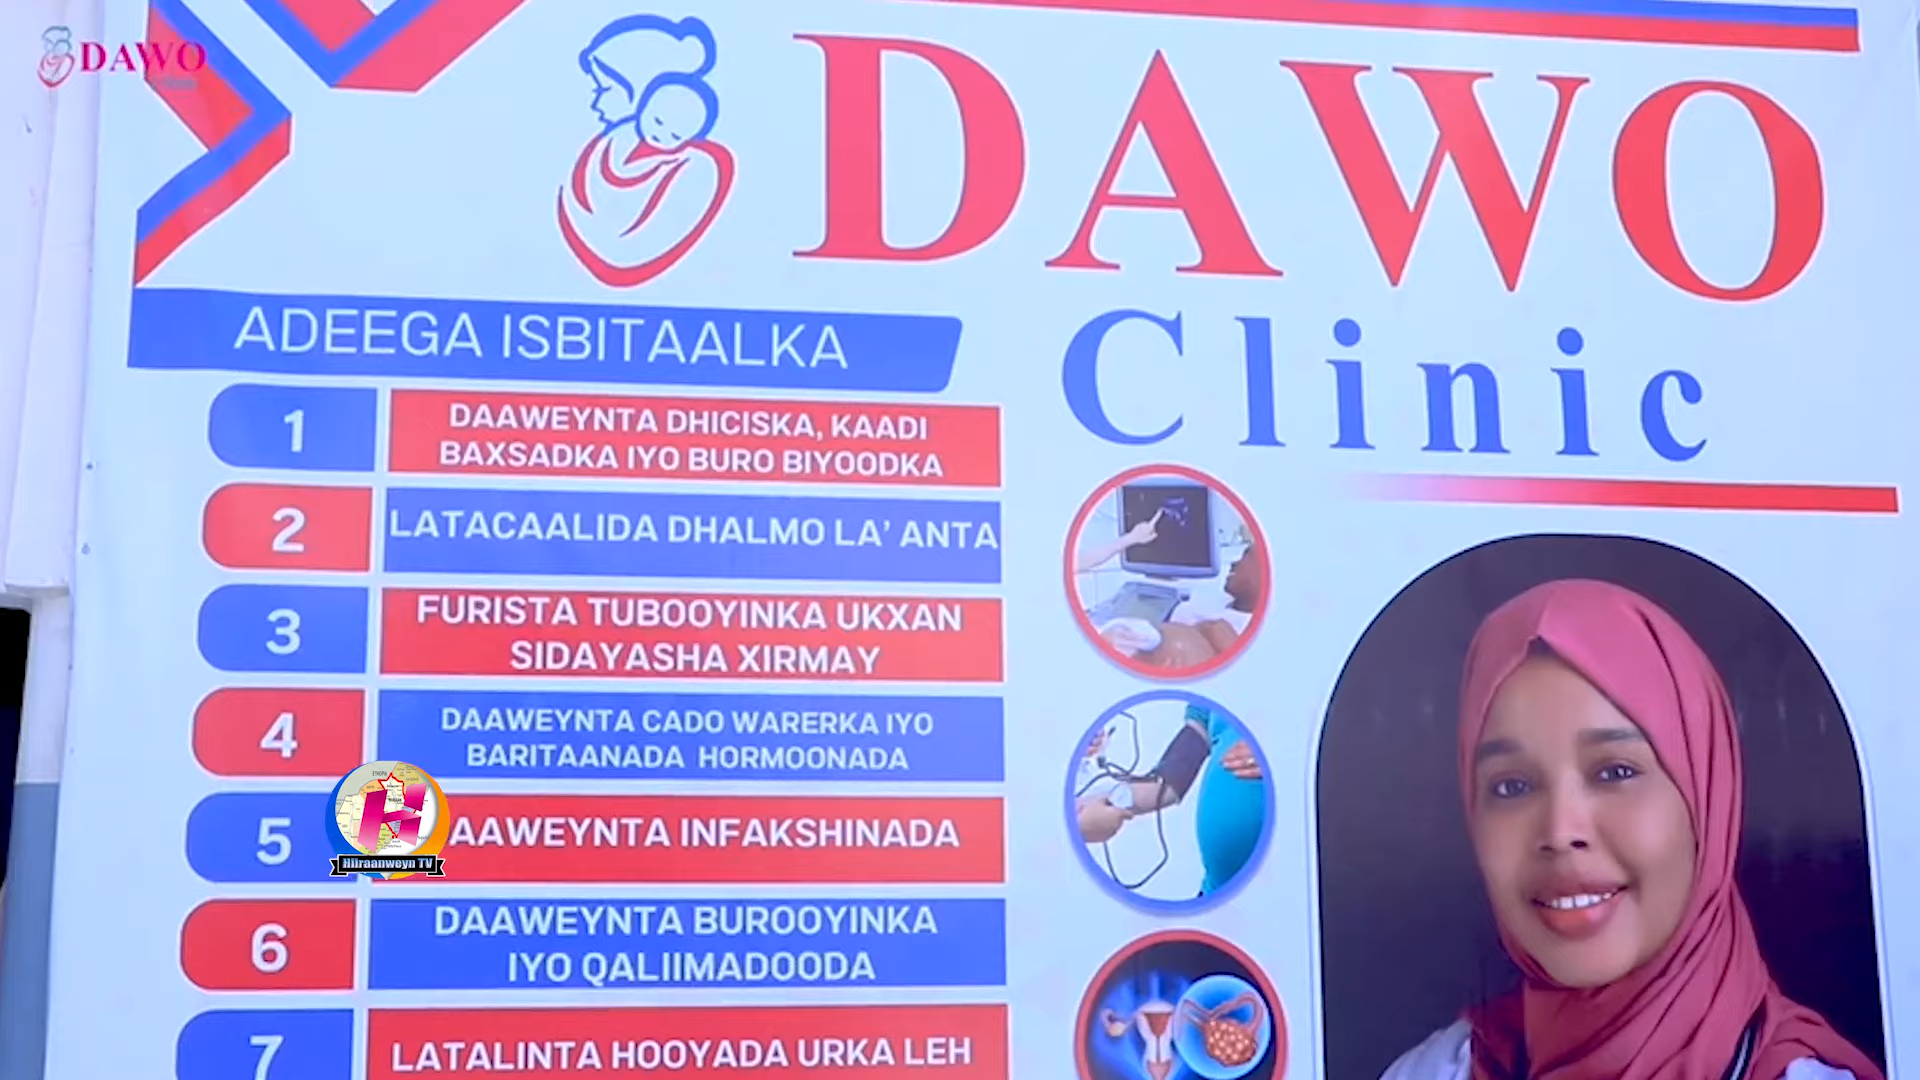 DAWO
DAWO
Clinic
ADEEGA ISBITAALKA
1
DAAWEYNTA DHICISKA, KAADI
BAXSADKA IYO BURO BIYOODKA
2
LATACAALIDA DHALMO LA' ANTA
3
FURISTA TUBOOYINKA UKXAN
SIDAYASHA XIRMAY
4
DAAWEYNTA CADO WARERKA IYO
BARITAANADA HORMOONADA
5
AAWEYNTA INFAKSHINADA
Hiiraanweyn TV
6
DAAWEYNTA BUROOYINKA
IYO QALIIMADOODA
7
LATALINTA HOOYADA URKA LEH